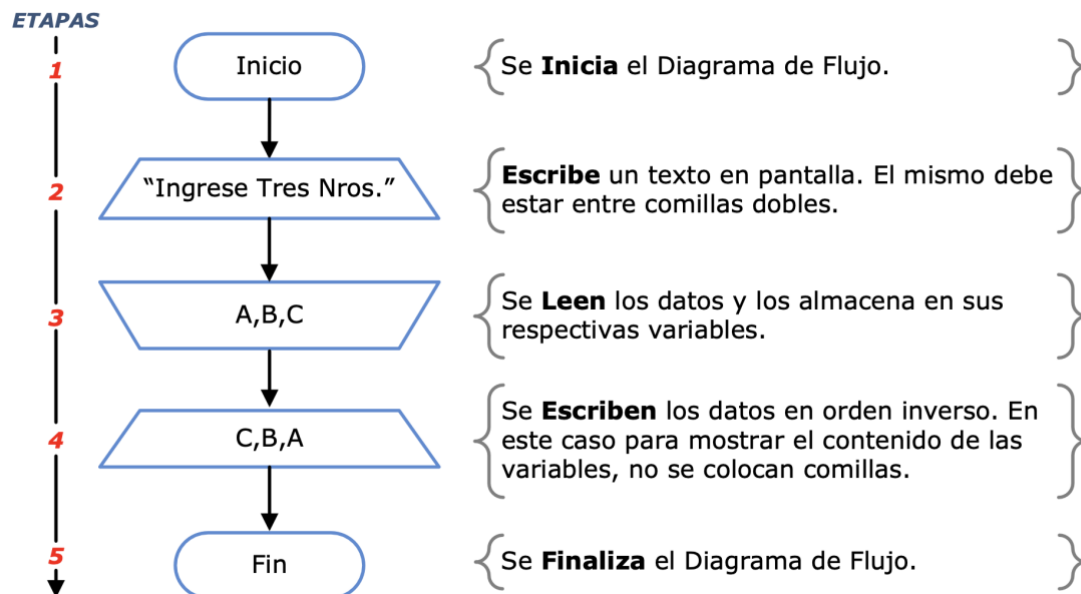 ETAPAS
1
Inicio
Se Inicia el Diagrama de Flujo.
2
“Ingrese Tres Nros.”
Escribe un texto en pantalla. El mismo debe
estar entre comillas dobles.
3
A,B,C
Se Leen los datos y los almacena en sus
respectivas variables.
4
C,B,A
Se Escriben los datos en orden inverso. En
este caso para mostrar el contenido de las
variables, no se colocan comillas.
5
Fin
Se Finaliza el Diagrama de Flujo.